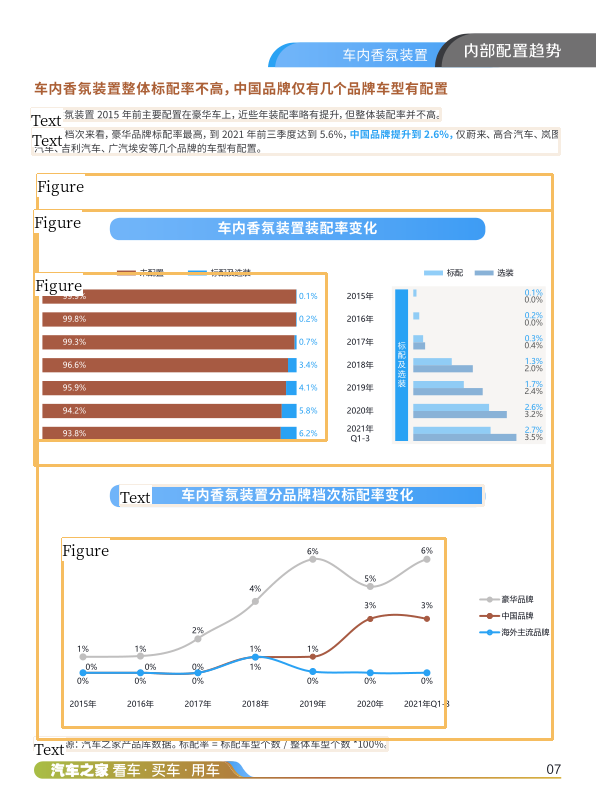 车内香氛装置
内部配置趋势
车内香氛装置整体标配率不高，中国品牌仅有几个品牌车型有配置
Text
氛装置 2015 年前主要配置在豪华车上，近些年装配率略有提升，但整体装配率并不高。
Text
档次来看，豪华品牌标配率最高，到 2021 年前三季度达到 5.6%，中国品牌提升到 2.6%，仅蔚来、高合汽车、岚图
汽车、吉利汽车、广汽埃安等几个品牌的车型有配置。
Figure
Figure
车内香氛装置装配率变化
Figure
未配置 标配及选装
标配 选装
99.9% 0.1% 2015年 0.1% 0.0%
99.8% 0.2% 2016年 0.2% 0.0%
99.3% 0.7% 2017年 0.3% 0.4%
96.6% 3.4% 2018年 1.3% 2.0%
95.9% 4.1% 2019年 1.7% 2.4%
94.2% 5.8% 2020年 2.6% 3.2%
93.8% 6.2% 2021年 Q1-3 2.7% 3.5%
标配及选装
Text
车内香氛装置分品牌档次标配率变化
Figure
1% 1% 2% 4% 6% 5% 6%
0% 0% 0% 1% 1% 3% 3%
0% 0% 0% 1% 0% 0% 0%
豪华品牌
中国品牌
海外主流品牌
2015年 2016年 2017年 2018年 2019年 2020年 2021年Q1-3
Text
源：汽车之家产品库数据。标配率 = 标配车型个数 / 整体车型个数 *100%。
汽车之家 看车 · 买车 · 用车
07